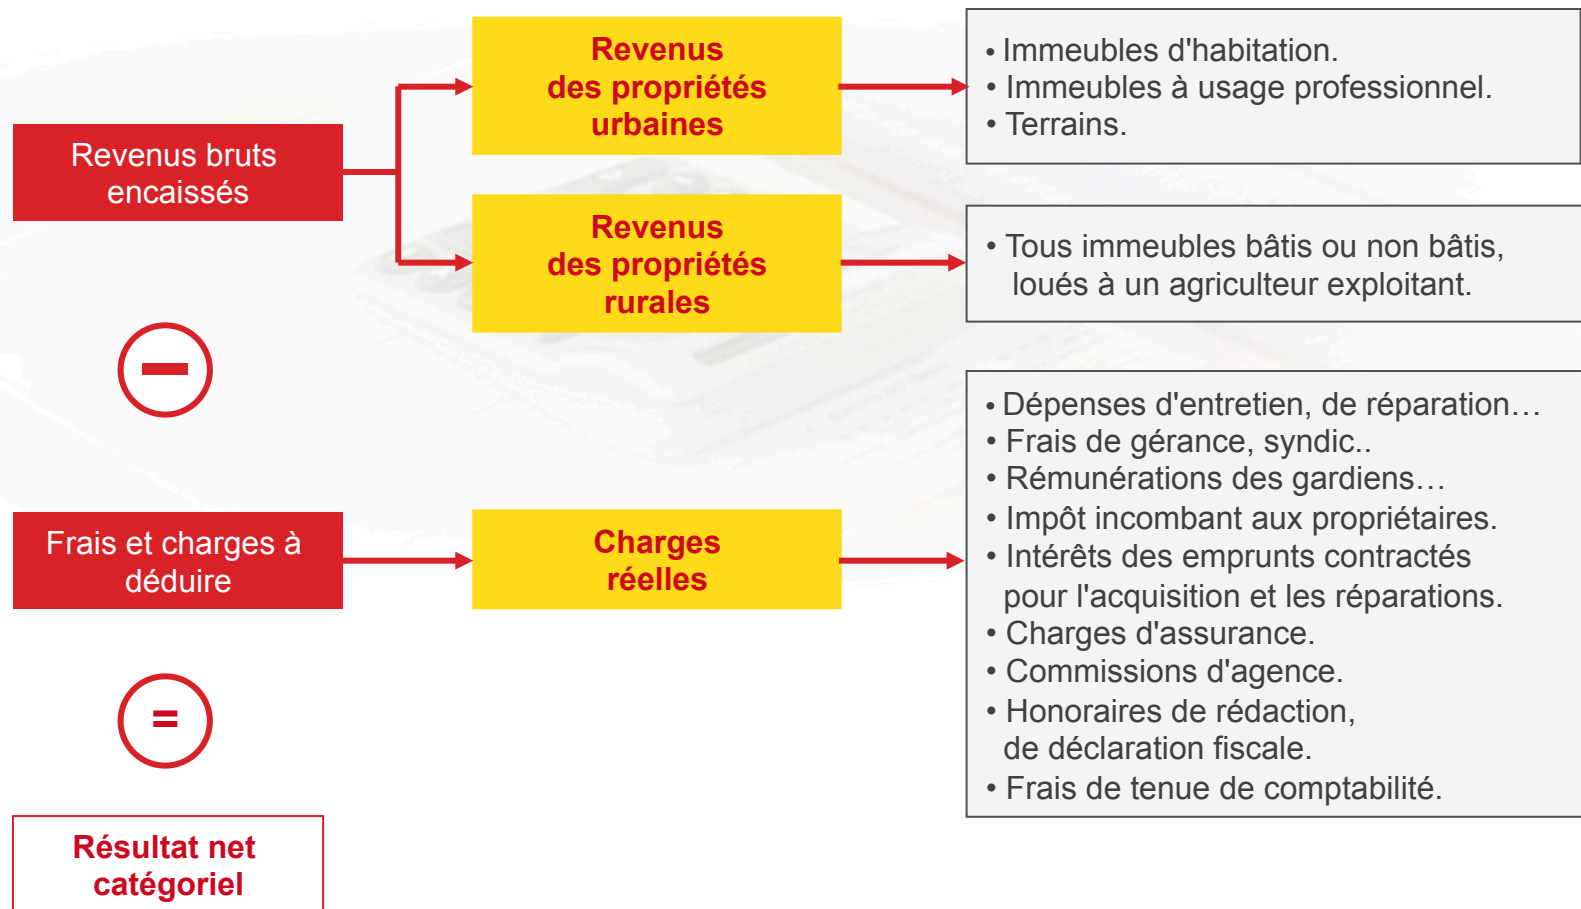 Revenus bruts
encaissés
Revenus
des propriétés
urbaines
• Immeubles d'habitation.
• Immeubles à usage professionnel.
• Terrains.
Revenus
des propriétés
rurales
• Tous immeubles bâtis ou non bâtis,
loués à un agriculteur exploitant.
−
Frais et charges à
déduire
Charges
réelles
• Dépenses d'entretien, de réparation…
• Frais de gérance, syndic..
• Rémunérations des gardiens…
• Impôt incombant aux propriétaires.
• Intérêts des emprunts contractés
pour l'acquisition et les réparations.
• Charges d'assurance.
• Commissions d'agence.
• Honoraires de rédaction,
de déclaration fiscale.
• Frais de tenue de comptabilité.
=
Résultat net
catégoriel